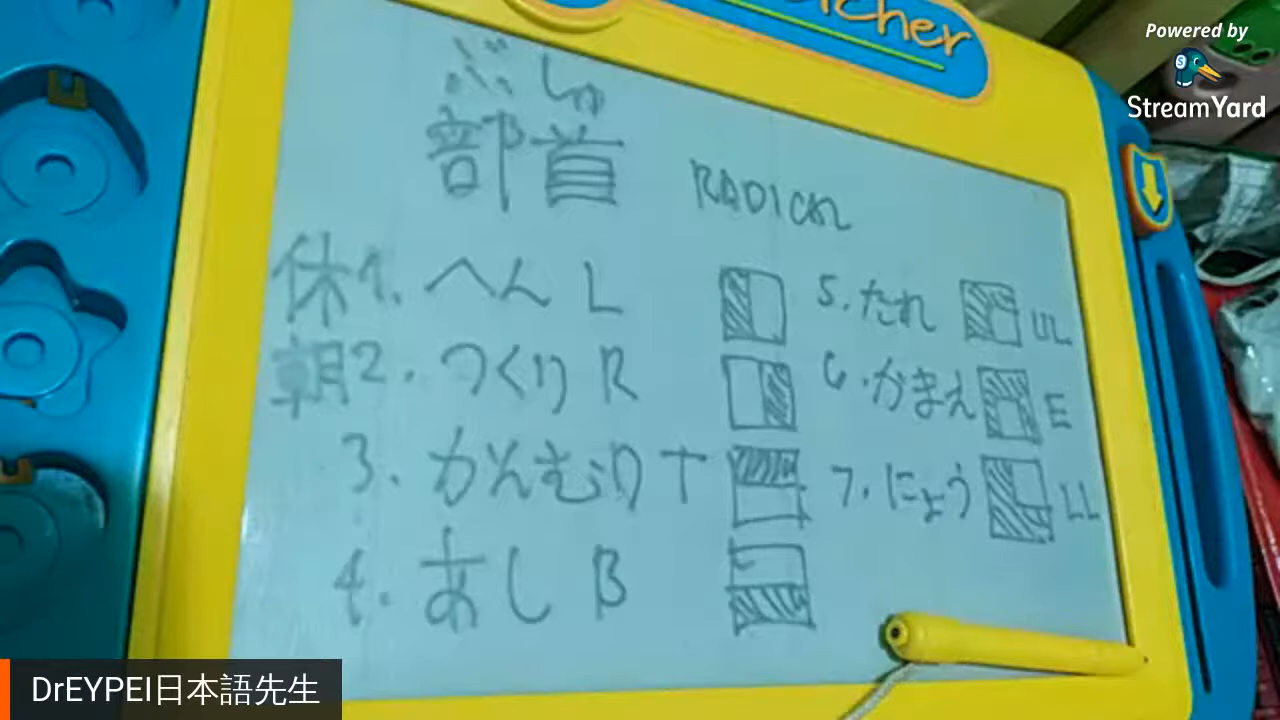 ぶしゅ
部首 RADICAL
休 1. へん L
朝 2. つくり R
3. かんむり T
4. あし B
5. たれ UL
6. かまえ E
7. にょう LL
Powered by
StreamYard
DrEYPEI日本語先生